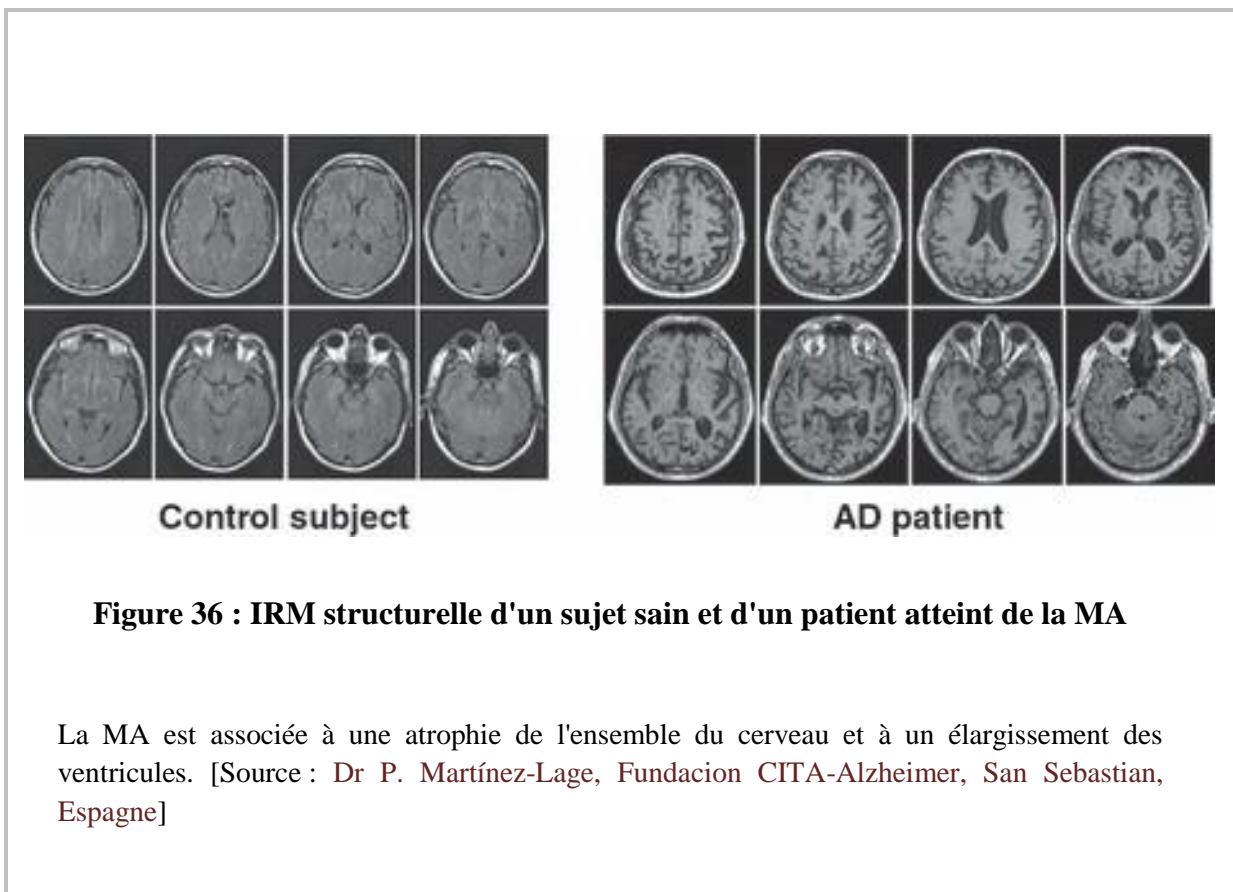 Control subject
AD patient
Figure 36 : IRM structurelle d'un sujet sain et d'un patient atteint de la MA
La MA est associée à une atrophie de l'ensemble du cerveau et à un élargissement des
ventricules. [Source : Dr P. Martínez-Lage, Fundacion CITA-Alzheimer, San Sebastian,
Espagne]